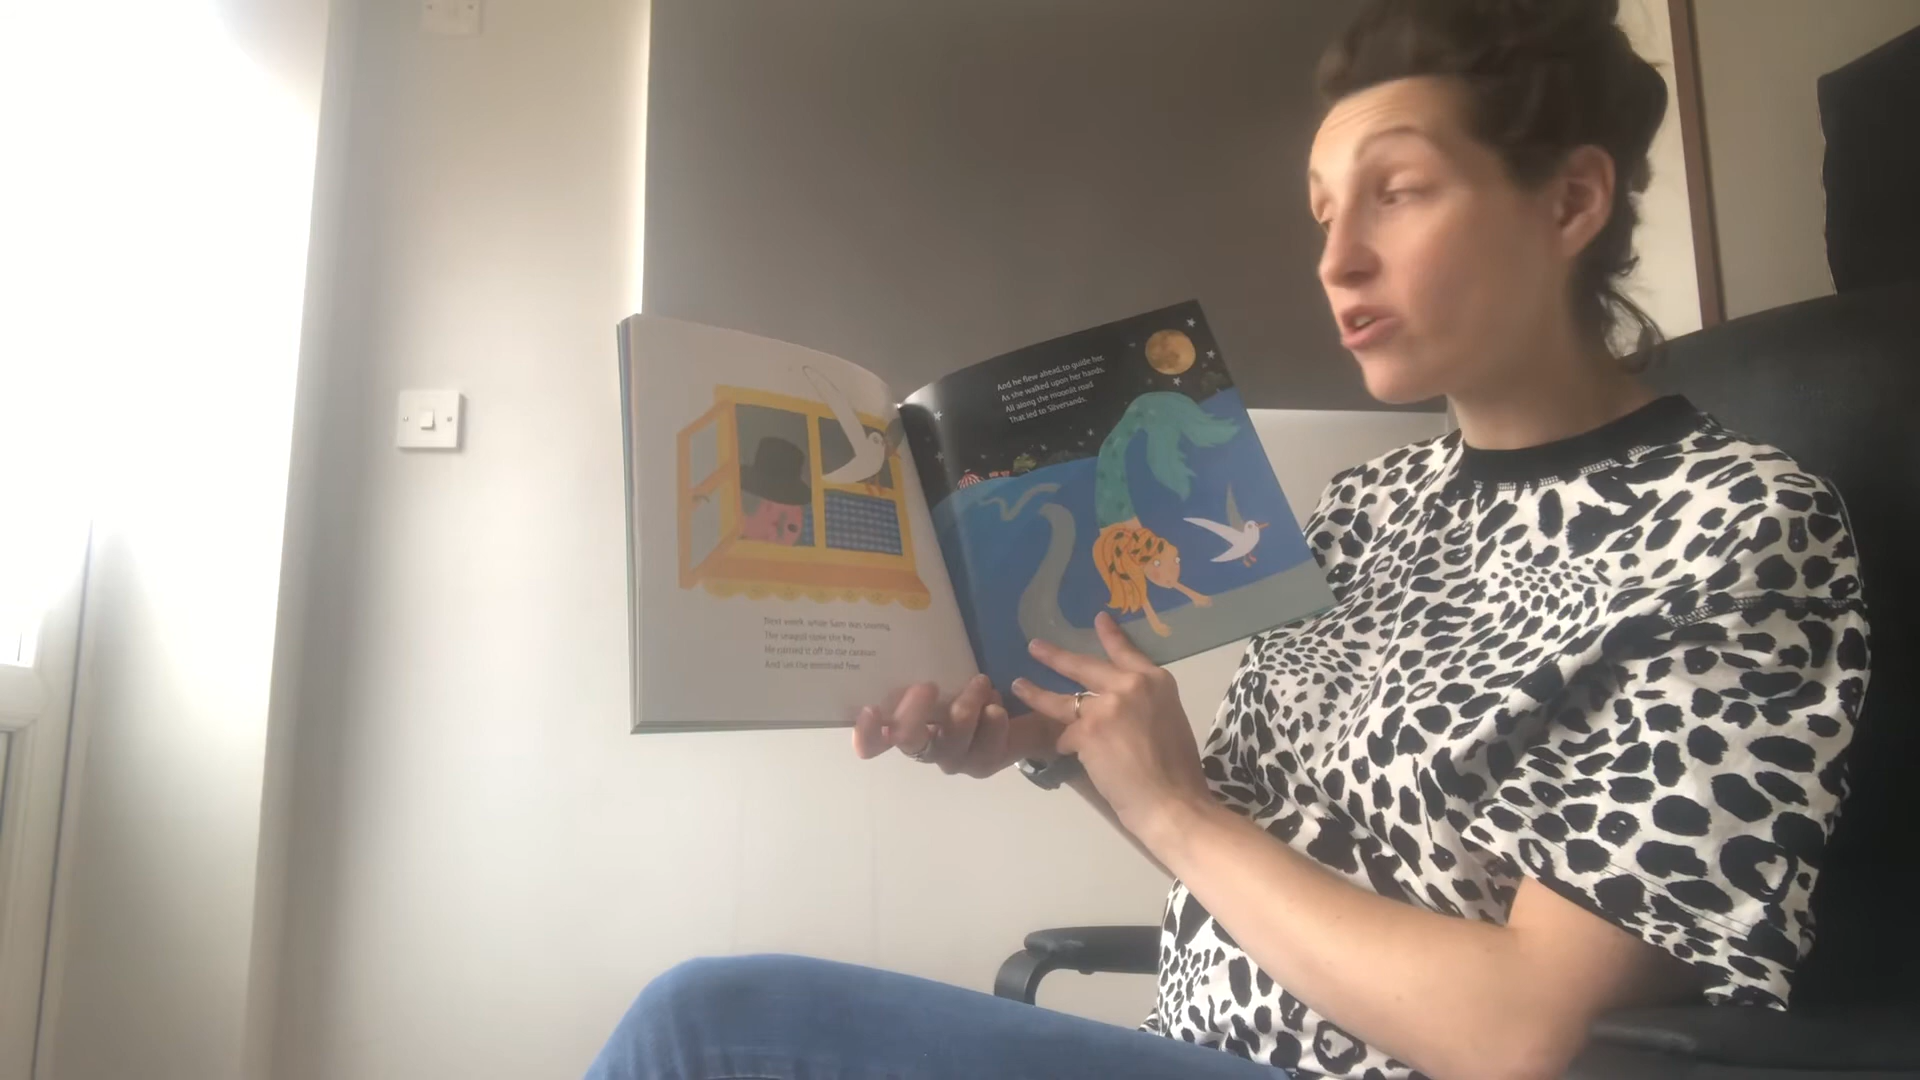 Next week, while Sam was snoring,
The seagull stole the key.
He carried it off to the caravan
And set the mermaid free.
And he flew ahead, to guide her,
As she walked upon her hands,
All along the moonlit road
That led to Silversands.